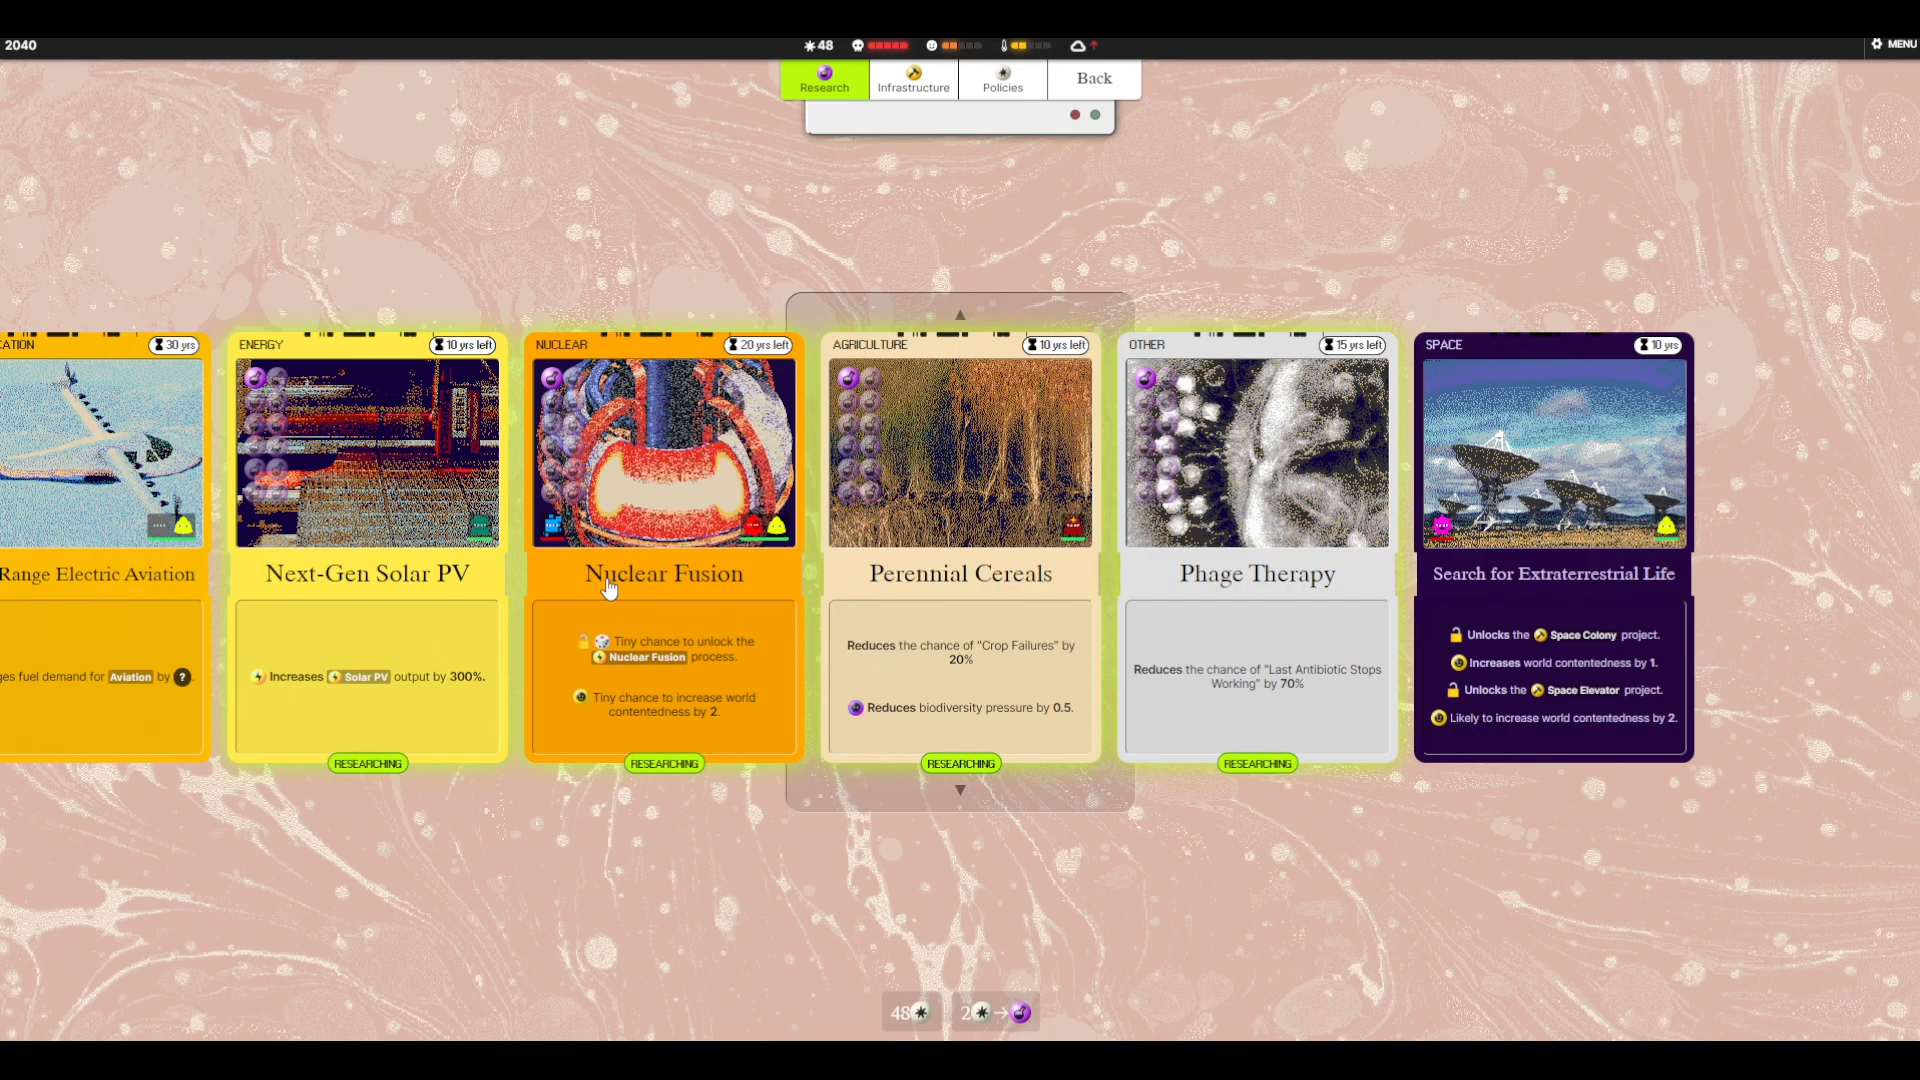 2040
48
MENU
Research
Infrastructure
Policies
Back
CATION
30 yrs
Range Electric Aviation
ges fuel demand for Aviation by ?
ENERGY
10 yrs left
Next-Gen Solar PV
Increases Solar PV output by 300%.
RESEARCHING
NUCLEAR
20 yrs left
Nuclear Fusion
Tiny chance to unlock the
Nuclear Fusion process.
Tiny chance to increase world
contentedness by 2.
RESEARCHING
AGRICULTURE
10 yrs left
Perennial Cereals
Reduces the chance of "Crop Failures" by
20%
Reduces biodiversity pressure by 0.5.
RESEARCHING
OTHER
15 yrs left
Phage Therapy
Reduces the chance of "Last Antibiotic Stops
Working" by 70%
RESEARCHING
SPACE
10 yrs
Search for Extraterrestrial Life
Unlocks the Space Colony project.
Increases world contentedness by 1.
Unlocks the Space Elevator project.
Likely to increase world contentedness by 2.
48
2